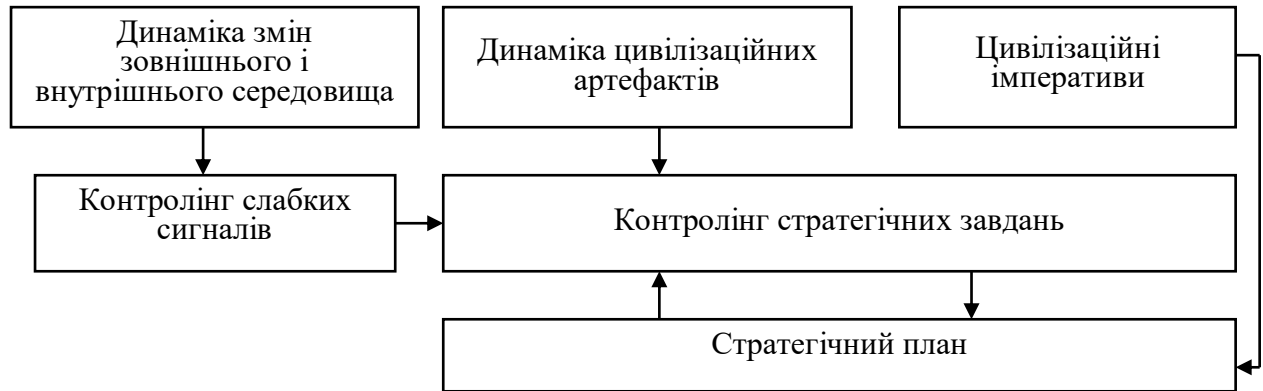 Динаміка змін
зовнішнього і
внутрішнього середовища
Динаміка цивілізаційних
артефактів
Цивілізаційні
імперативи
Контролінг слабких
сигналів
Контролінг стратегічних завдань
Стратегічний план